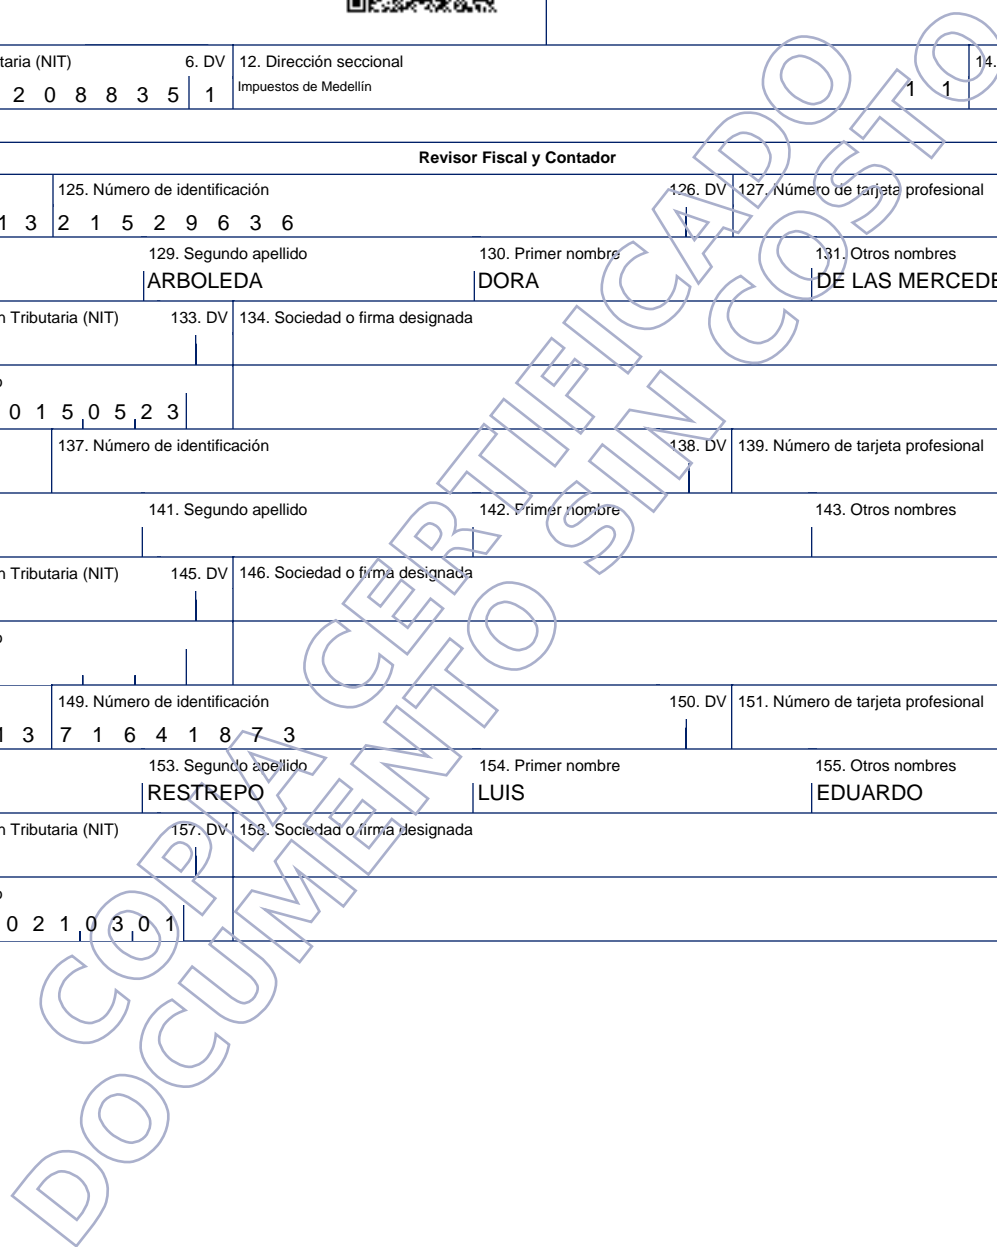 taria (NIT) 6. DV 12. Dirección seccional 14.
2 0 8 8 3 5 1 Impuestos de Medellín 1 1
Revisor Fiscal y Contador
125. Número de identificación 126. DV 127. Número de tarjeta profesional
1 3 2 1 5 2 9 6 3 6
129. Segundo apellido 130. Primer nombre 131. Otros nombres
ARBOLEDA DORA DE LAS MERCEDE
n Tributaria (NIT) 133. DV 134. Sociedad o firma designada
o
0 1 5 0 5 2 3
137. Número de identificación 138. DV 139. Número de tarjeta profesional
141. Segundo apellido 142. Primer nombre 143. Otros nombres
n Tributaria (NIT) 145. DV 146. Sociedad o firma designada
o
149. Número de identificación 150. DV 151. Número de tarjeta profesional
1 3 7 1 6 4 1 8 7 3
153. Segundo apellido 154. Primer nombre 155. Otros nombres
RESTREPO LUIS EDUARDO
n Tributaria (NIT) 157. DV 158. Sociedad o firma designada
o
0 2 1 0 3 0 1
COPIA CERTIFICADO
DOCUMENTO SIN COSTO